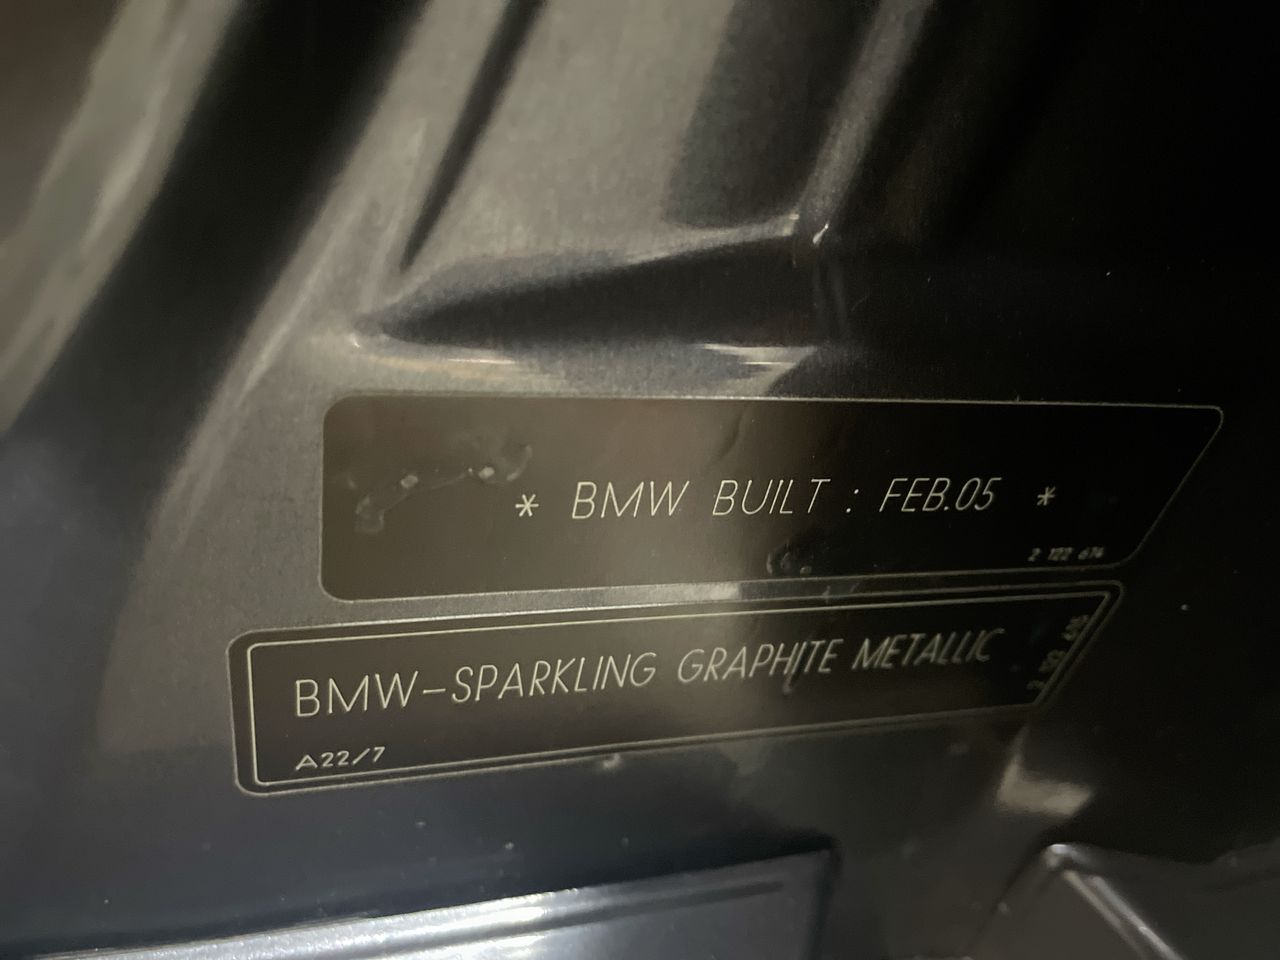 * BMW BUILT : FEB.05 *
2 122 674
BMW-SPARKLING GRAPHITE METALLIC
A22/7